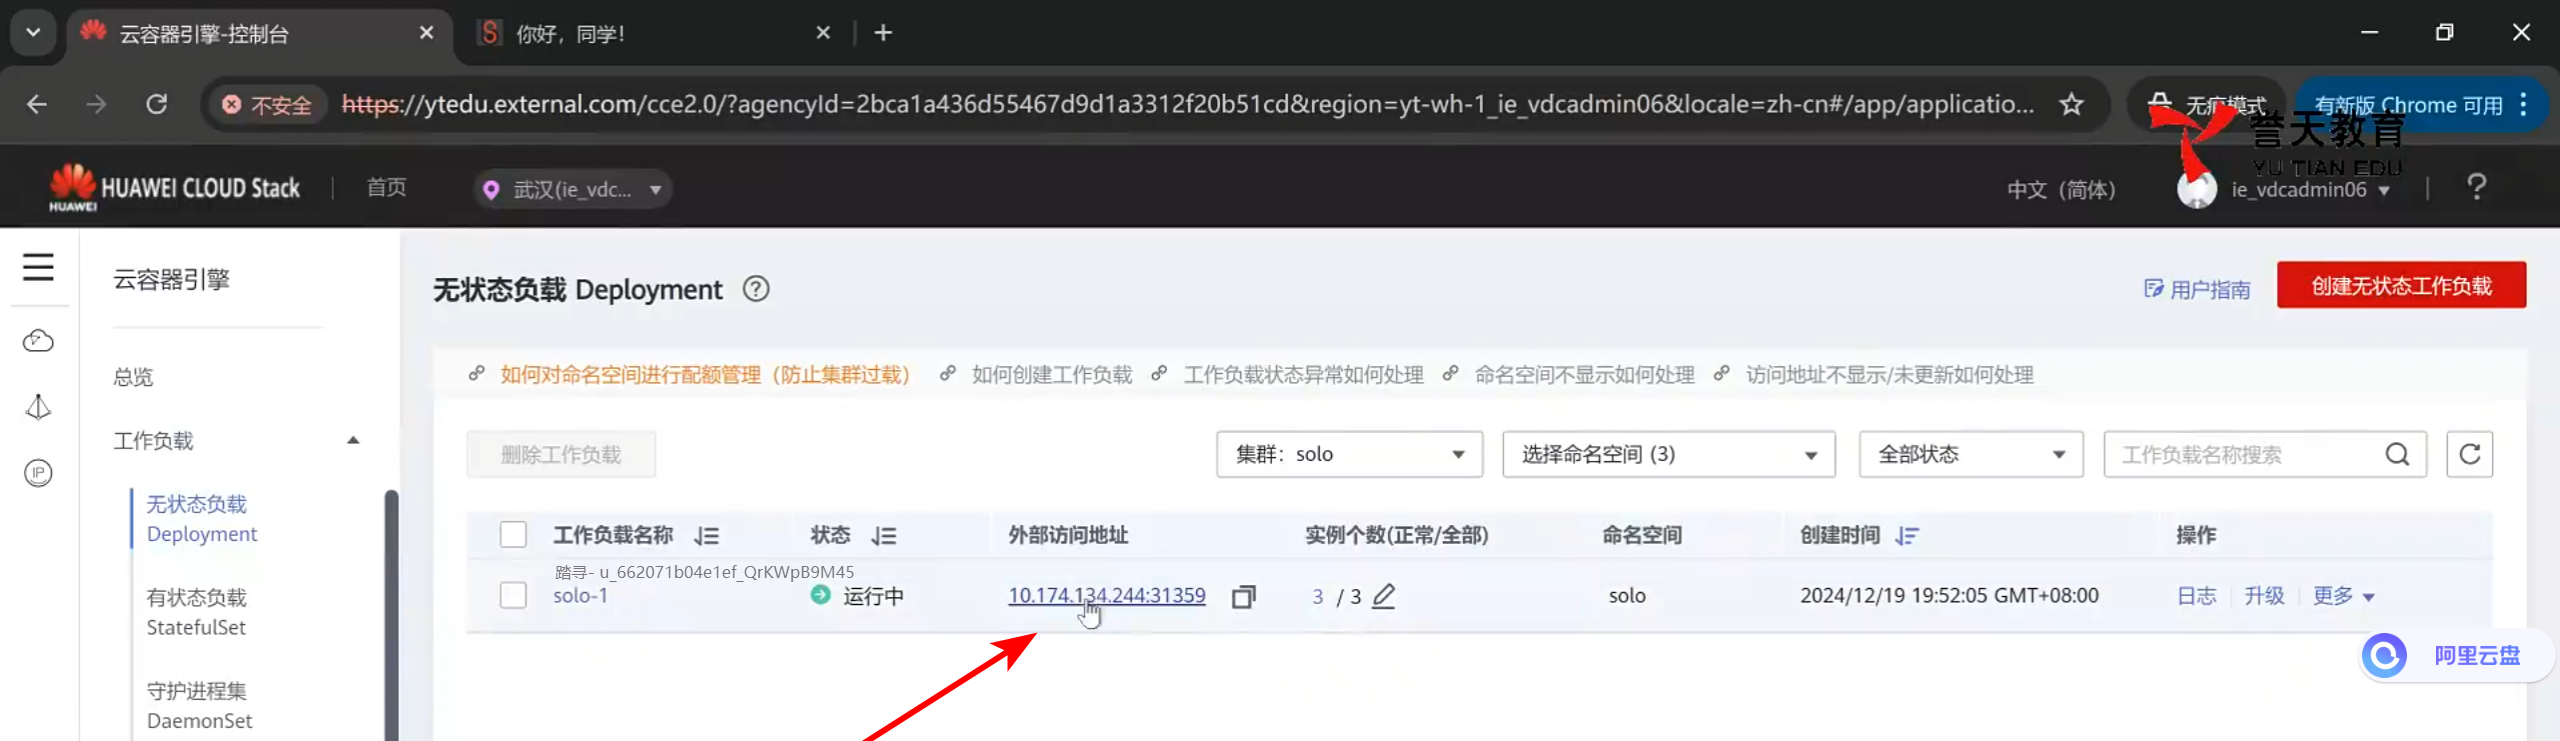 云容器引擎-控制台
你好，同学！
不安全
https://ytedu.external.com/cce2.0/?agencyId=2bca1a436d55467d9d1a3312f20b51cd&region=yt-wh-1_ie_vdcadmin06&locale=zh-cn#/app/applicatio...
无痕模式
有新版 Chrome 可用
誉天教育
YU TIAN EDU
HUAWEI
HUAWEI CLOUD Stack
首页
武汉(ie_vdc...
中文（简体）
ie_vdcadmin06
?
云容器引擎
无状态负载 Deployment
?
用户指南
创建无状态工作负载
总览
如何对命名空间进行配额管理（防止集群过载）
如何创建工作负载
工作负载状态异常如何处理
命名空间不显示如何处理
访问地址不显示/未更新如何处理
工作负载
IP
删除工作负载
集群：solo
选择命名空间 (3)
全部状态
工作负载名称搜索
无状态负载
Deployment
工作负载名称
状态
外部访问地址
实例个数(正常/全部)
命名空间
创建时间
操作
踏寻- u_662071b04e1ef_QrKWpB9M45
solo-1
运行中
10.174.134.244:31359
3 / 3
solo
2024/12/19 19:52:05 GMT+08:00
日志
升级
更多
有状态负载
StatefulSet
阿里云盘
守护进程集
DaemonSet